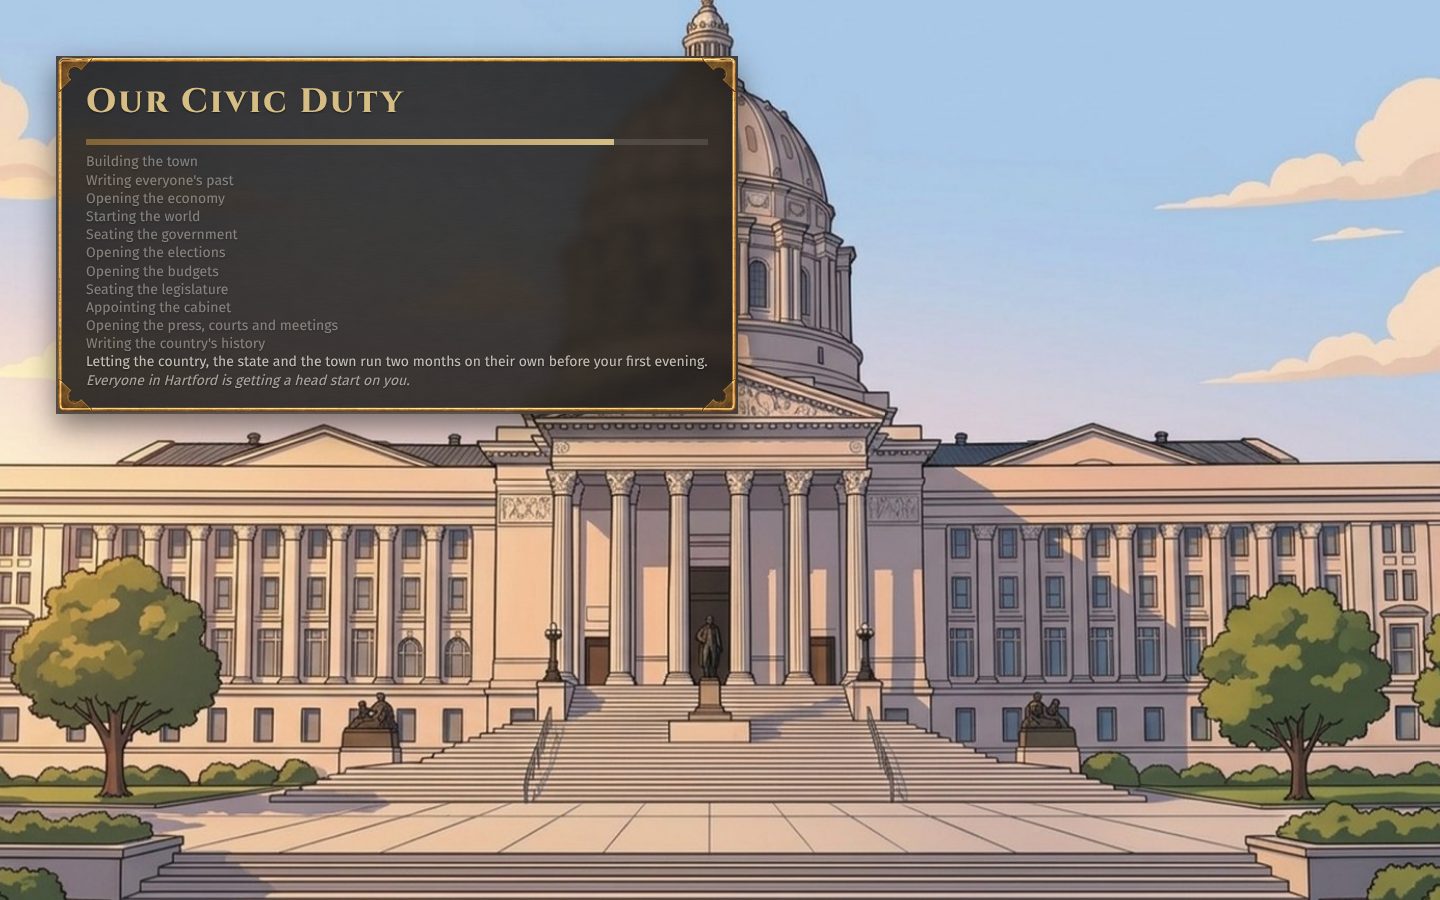 Our Civic Duty
Building the town
Writing everyone's past
Opening the economy
Starting the world
Seating the government
Opening the elections
Opening the budgets
Seating the legislature
Appointing the cabinet
Opening the press, courts and meetings
Writing the country's history
Letting the country, the state and the town run two months on their own before your first evening.
Everyone in Hartford is getting a head start on you.